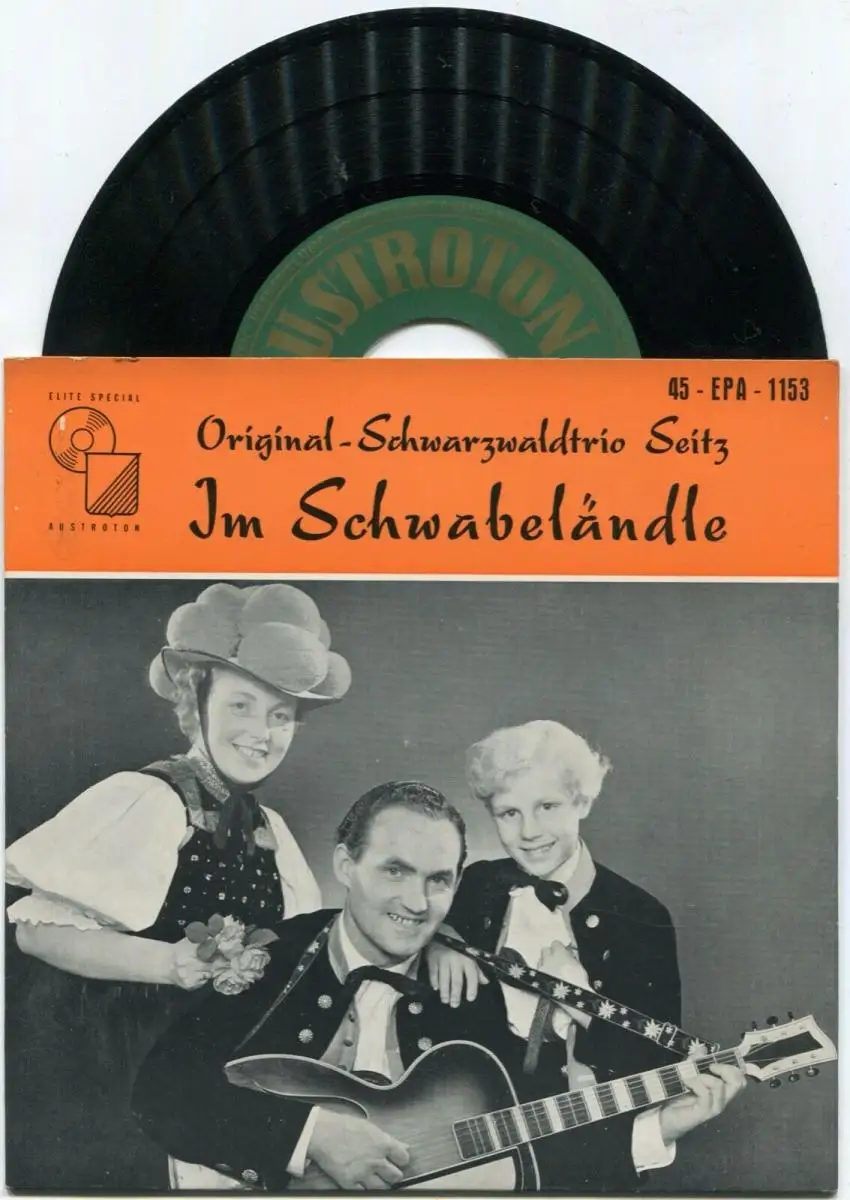 AUSTROTON
45 - EPA - 1153
ELITE SPECIAL
AUSTROTON
Original - Schwarzwaldtrio Seitz
Im Schwabeländle